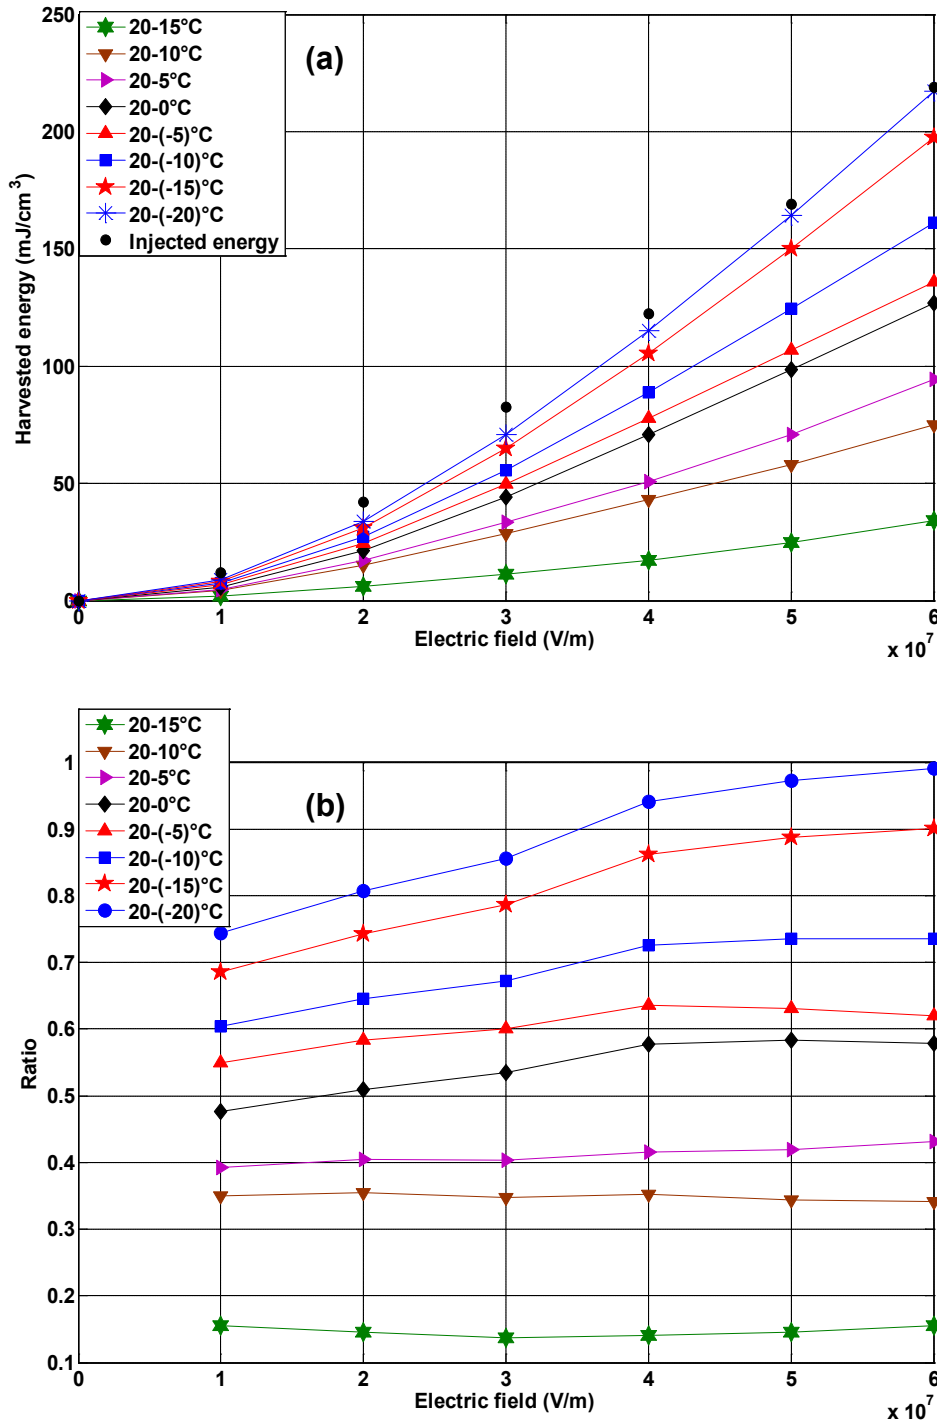 250
200
150
100
50
0
Harvested energy (mJ/cm³)
20-15°C
20-10°C
20-5°C
20-0°C
20-(-5)°C
20-(-10)°C
20-(-15)°C
20-(-20)°C
Injected energy
(a)
0 1 2 3 4 5 6
Electric field (V/m)
x 10⁷
20-15°C
20-10°C
20-5°C
20-0°C
20-(-5)°C
20-(-10)°C
20-(-15)°C
20-(-20)°C
(b)
1
0.9
0.8
0.7
0.6
0.5
0.4
0.3
0.2
0.1
Ratio
0 1 2 3 4 5 6
Electric field (V/m)
x 10⁷